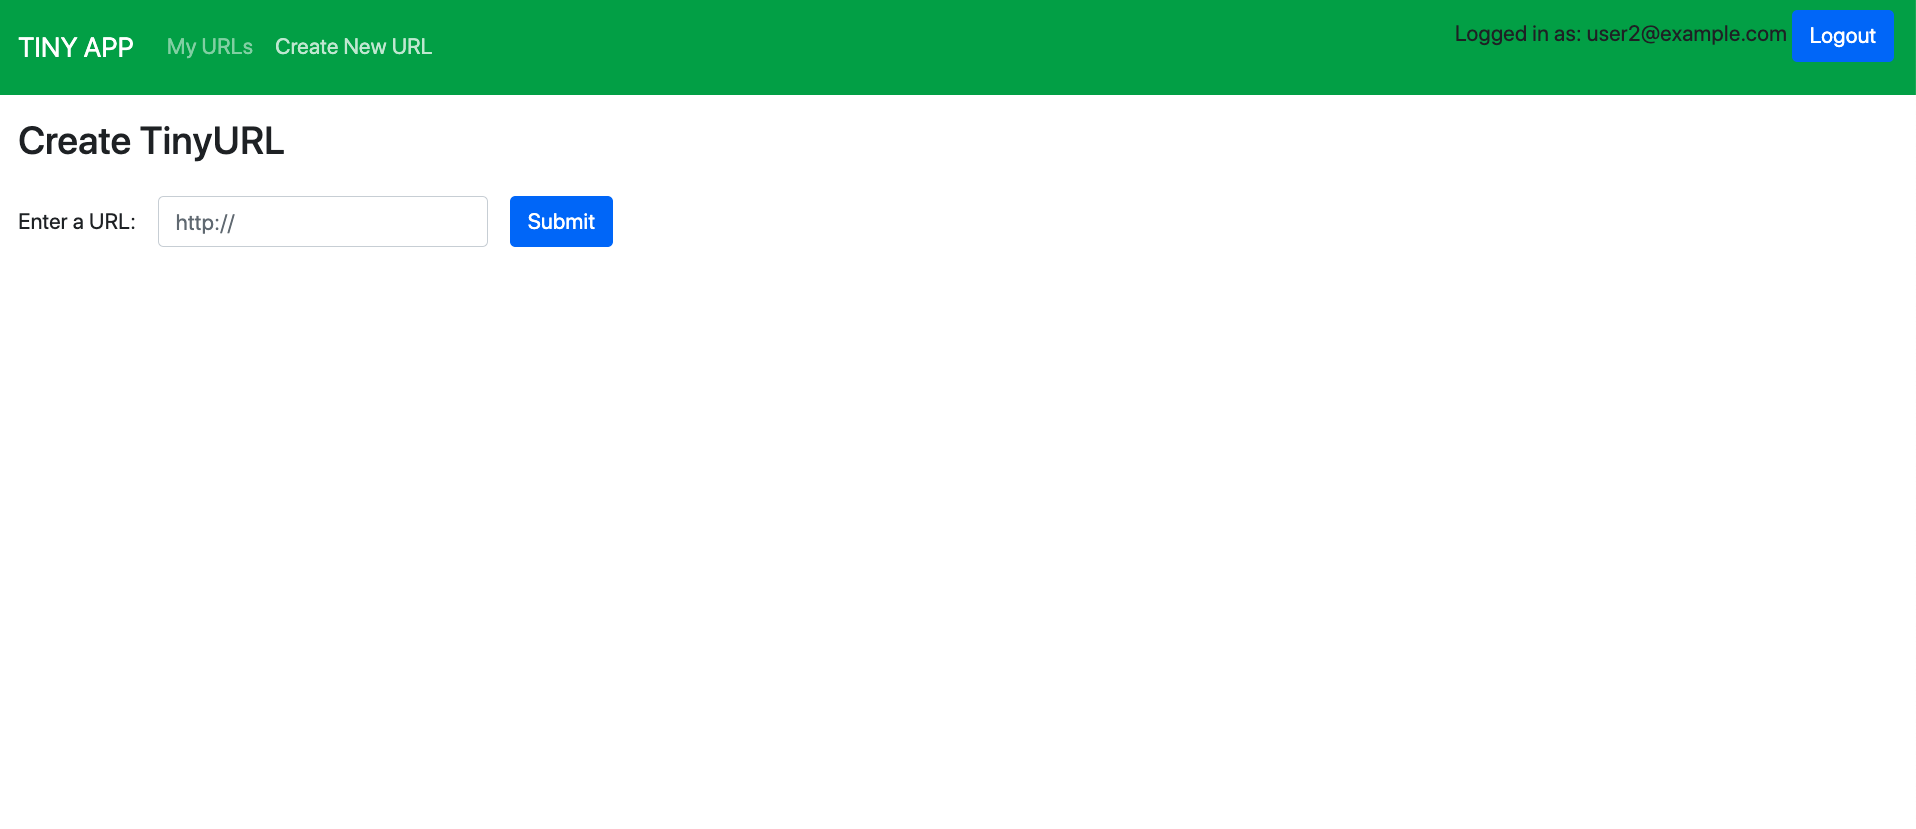 TINY APP My URLs Create New URL Logged in as: user2@example.com Logout
Create TinyURL
Enter a URL: http:// Submit